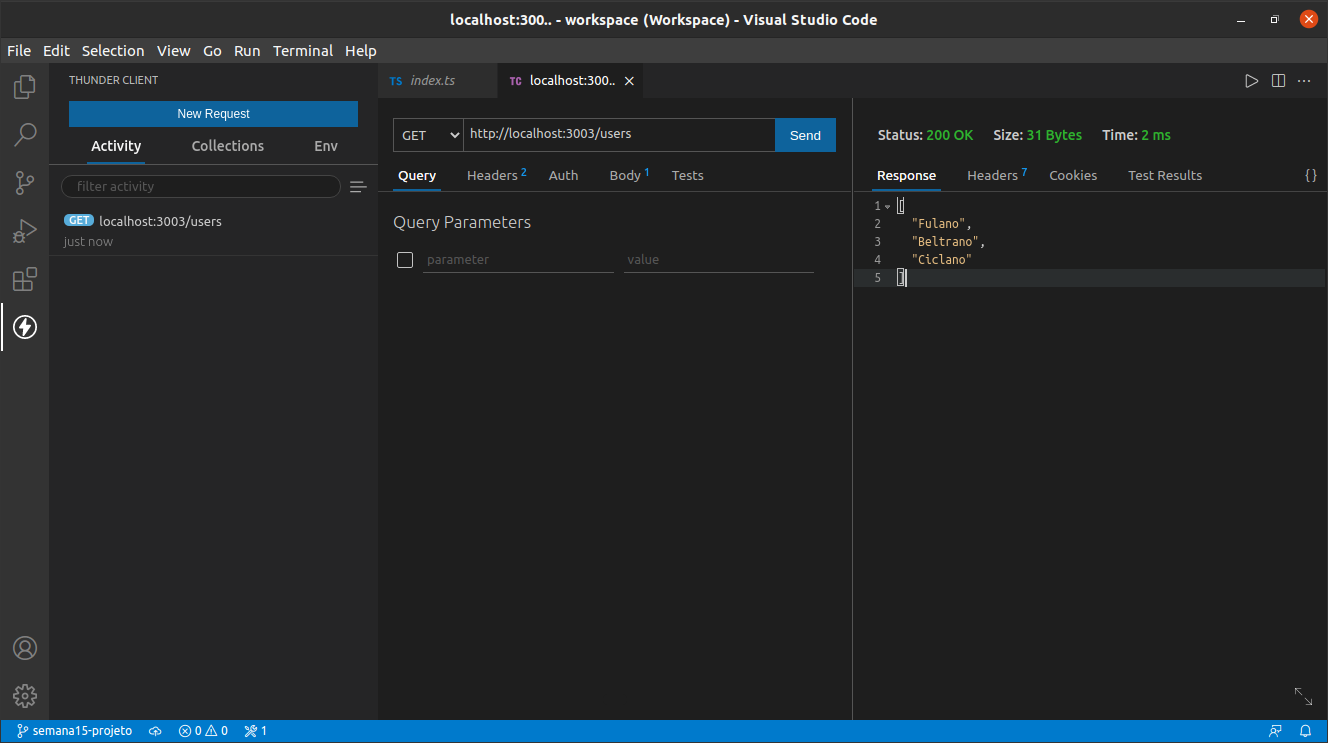 localhost:300.. - workspace (Workspace) - Visual Studio Code
File Edit Selection View Go Run Terminal Help
THUNDER CLIENT
New Request
Activity Collections Env
filter activity
GET localhost:3003/users
just now
TS index.ts
TC localhost:300..
GET http://localhost:3003/users Send
Query Headers 2 Auth Body 1 Tests
Query Parameters
parameter value
Status: 200 OK Size: 31 Bytes Time: 2 ms
Response Headers 7 Cookies Test Results {}
1 [
2 "Fulano",
3 "Beltrano",
4 "Ciclano"
5 ]
semana15-projeto 0 0 1